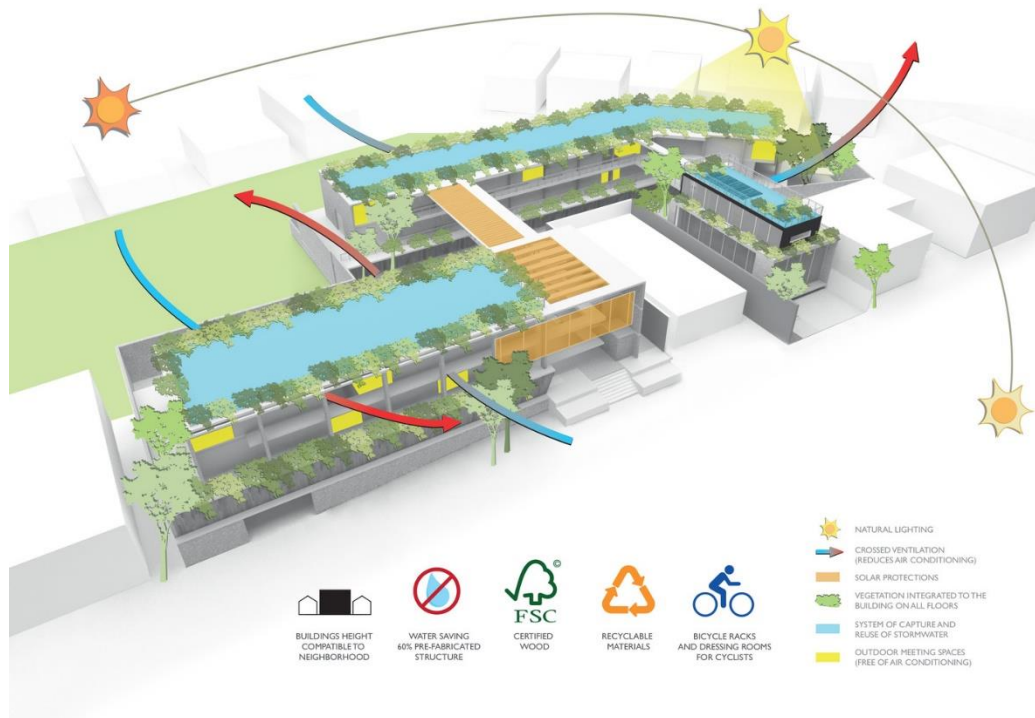 NATURAL LIGHTING
CROSSED VENTILATION
(REDUCES AIR CONDITIONING)
SOLAR PROTECTIONS
VEGETATION INTEGRATED TO THE
BUILDING ON ALL FLOORS
SYSTEM OF CAPTURE AND
REUSE OF STORMWATER
OUTDOOR MEETING SPACES
(FREE OF AIR CONDITIONING)
©
FSC
BUILDINGS HEIGHT
COMPATIBLE TO
NEIGHBORHOOD
WATER SAVING
60% PRE-FABRICATED
STRUCTURE
CERTIFIED
WOOD
RECYCLABLE
MATERIALS
BICYCLE RACKS
AND DRESSING ROOMS
FOR CYCLISTS